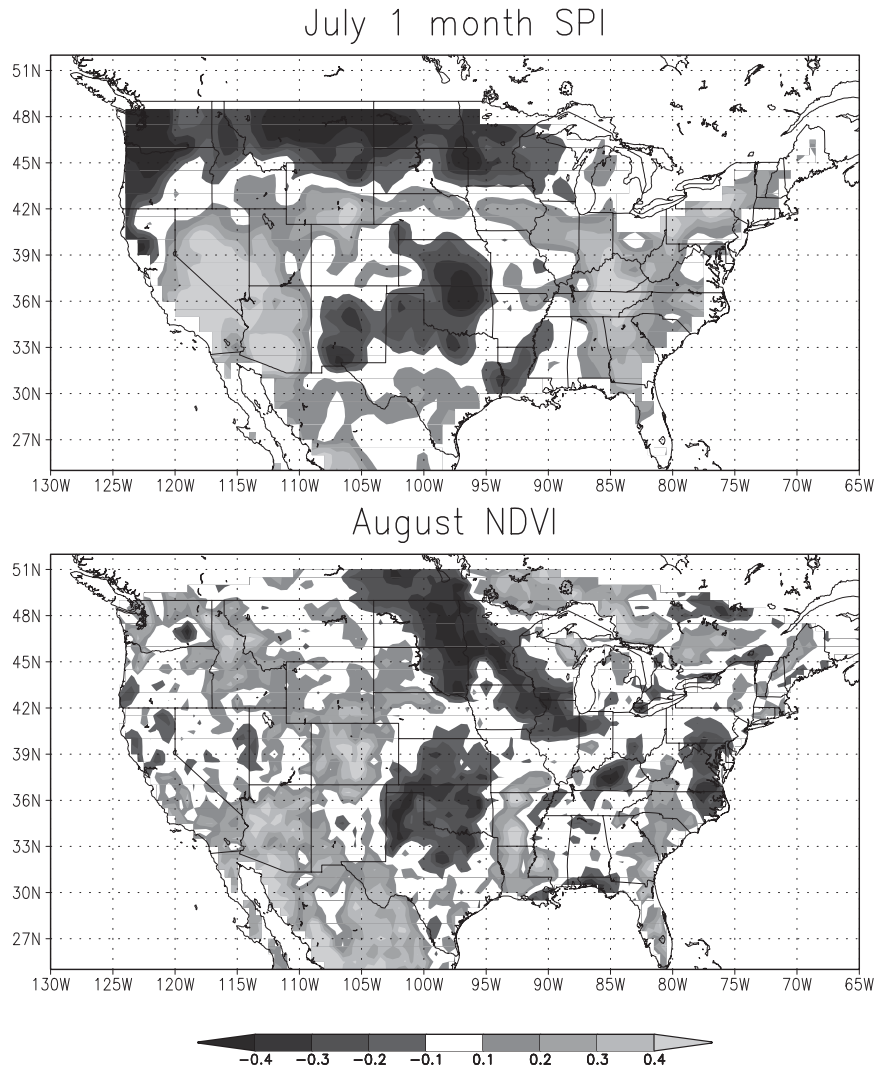 July 1 month SPI
51N
48N
45N
42N
39N
36N
33N
30N
27N
130W 125W 120W 115W 110W 105W 100W 95W 90W 85W 80W 75W 70W 65W
August NDVI
51N
48N
45N
42N
39N
36N
33N
30N
27N
130W 125W 120W 115W 110W 105W 100W 95W 90W 85W 80W 75W 70W 65W
-0.4 -0.3 -0.2 -0.1 0.1 0.2 0.3 0.4